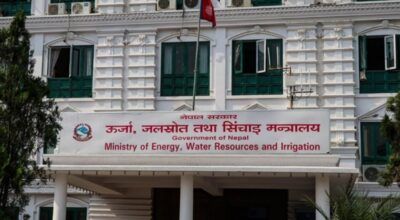 नेपाल सरकार
ऊर्जा, जलस्रोत तथा सिंचाइ मन्त्रालय
Government of Nepal
Ministry of Energy, Water Resources and Irrigation